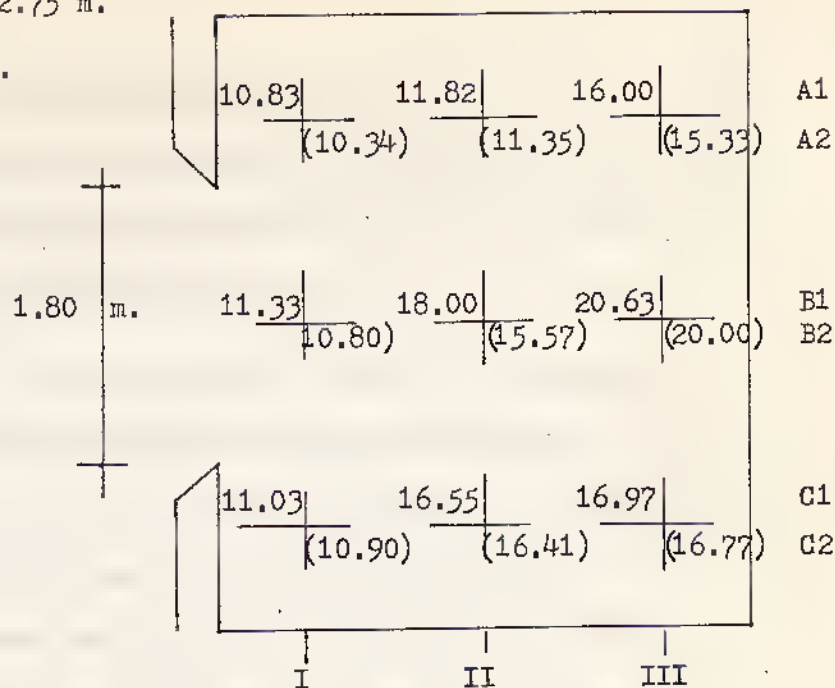 2.75 m.
.
10.83 11.82 16.00 A1
(10.34) (11.35) (15.33) A2
1.80 m.
11.33 18.00 20.63 B1
10.80) (15.57) (20.00) B2
11.03 16.55 16.97 C1
(10.90) (16.41) (16.77) C2
I II III